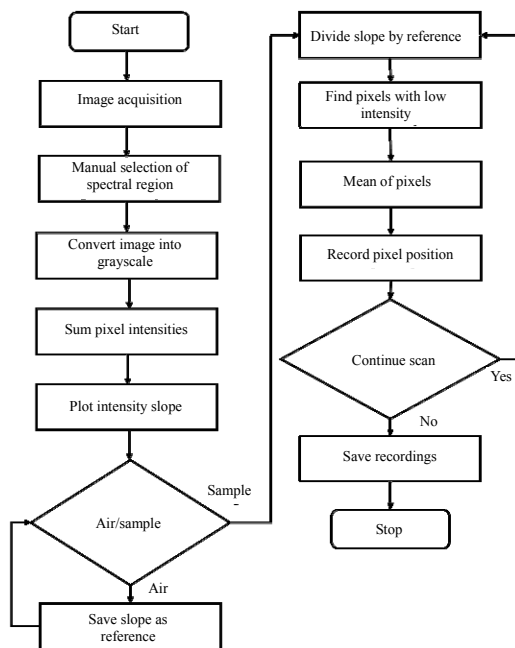 Start
Image acquisition
Manual selection of
spectral region
Convert image into
grayscale
Sum pixel intensities
Plot intensity slope
Air/sample
Sample
Air
Save slope as
reference
Divide slope by reference
Find pixels with low
intensity
Mean of pixels
Record pixel position
Continue scan
Yes
No
Save recordings
Stop